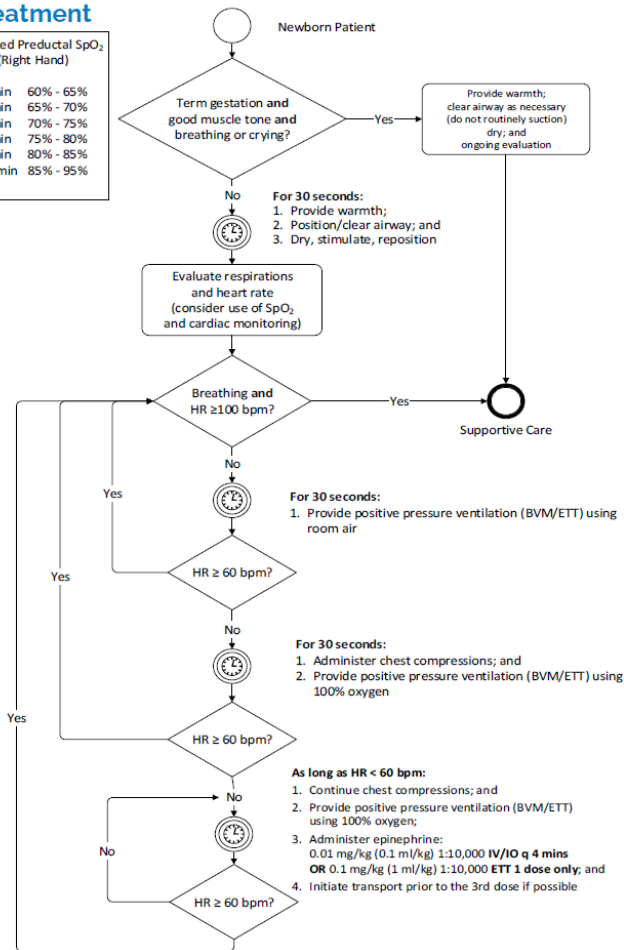 eatment
Newborn Patient
ed Preductal SpO₂
(Right Hand)
in 60% - 65%
in 65% - 70%
in 70% - 75%
in 75% - 80%
in 80% - 85%
min 85% - 95%
Term gestation and
good muscle tone and
breathing or crying?
Yes
Provide warmth;
clear airway as necessary
(do not routinely suction)
dry; and
ongoing evaluation
No
For 30 seconds:
1. Provide warmth;
2. Position/clear airway; and
3. Dry, stimulate, reposition
Evaluate respirations
and heart rate
(consider use of SpO₂
and cardiac monitoring)
Breathing and
HR ≥100 bpm?
Yes
Supportive Care
No
Yes
For 30 seconds:
1. Provide positive pressure ventilation (BVM/ETT) using
room air
HR ≥ 60 bpm?
Yes
No
For 30 seconds:
1. Administer chest compressions; and
2. Provide positive pressure ventilation (BVM/ETT) using
100% oxygen
Yes
HR ≥ 60 bpm?
No
As long as HR < 60 bpm:
1. Continue chest compressions; and
2. Provide positive pressure ventilation (BVM/ETT)
using 100% oxygen;
3. Administer epinephrine:
0.01 mg/kg (0.1 ml/kg) 1:10,000 IV/IO q 4 mins
OR 0.1 mg/kg (1 ml/kg) 1:10,000 ETT 1 dose only; and
4. Initiate transport prior to the 3rd dose if possible
No
HR ≥ 60 bpm?